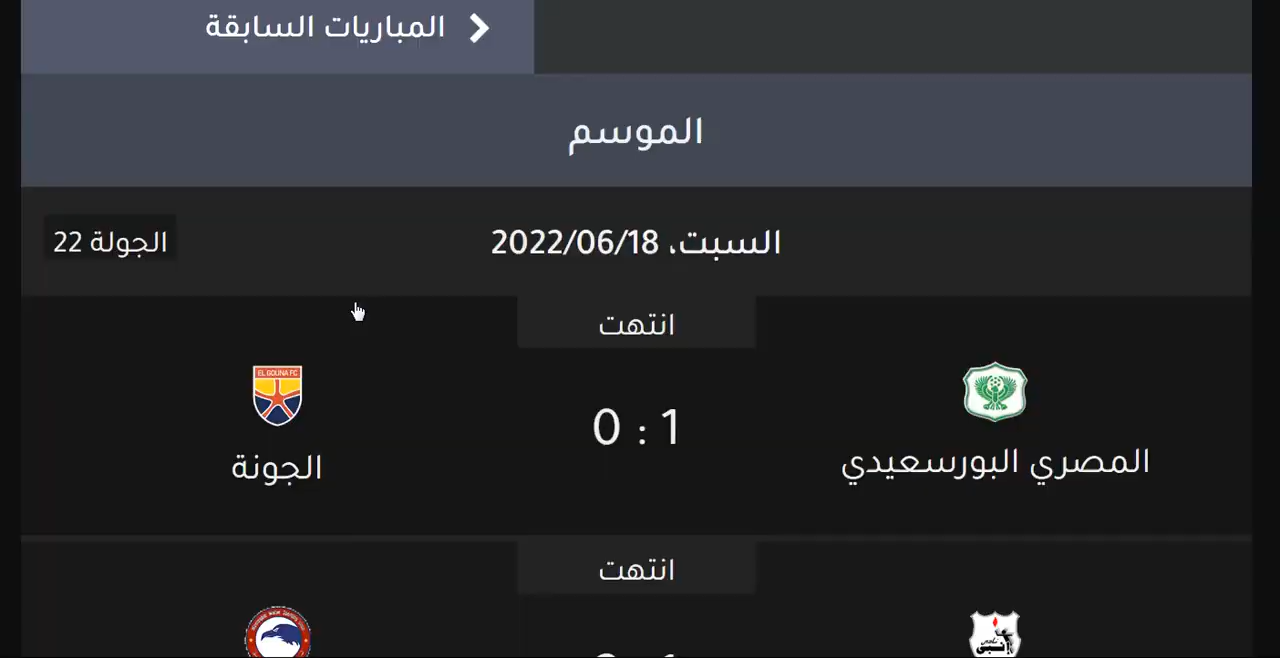 المباريات السابقة
الموسم
السبت، 2022/06/18
الجولة 22
انتهت
EL GOUNA FC
0 : 1
المصري البورسعيدي
الجونة
انتهت